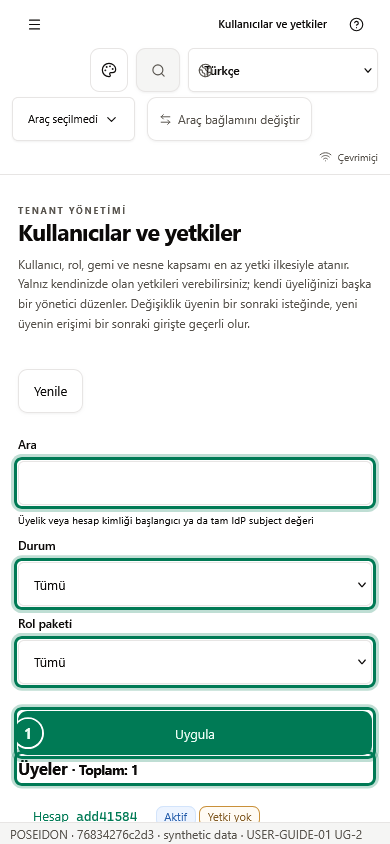 Kullanıcılar ve yetkiler
Türkçe
Araç seçilmedi
Araç bağlamını değiştir
Çevrimiçi
TENANT YÖNETİMİ
Kullanıcılar ve yetkiler
Kullanıcı, rol, gemi ve nesne kapsamı en az yetki ilkesiyle atanır.
Yalnız kendinizde olan yetkileri verebilirsiniz; kendi üyeliğinizi başka
bir yönetici düzenler. Değişiklik üyenin bir sonraki isteğinde, yeni
üyenin erişimi bir sonraki girişte geçerli olur.
Yenile
Ara
Üyelik veya hesap kimliği başlangıcı ya da tam IdP subject değeri
Durum
Tümü
Rol paketi
Tümü
1 Uygula
Üyeler · Toplam: 1
Hesap add41584 Aktif Yetki yok
POSEIDON · 76834276c2d3 · synthetic data · USER-GUIDE-01 UG-2